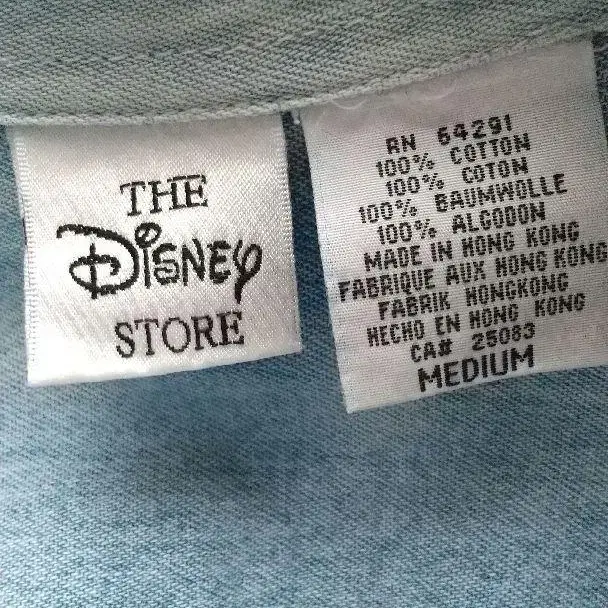 THE
Disney
STORE
RN 64291
100% COTTON
100% COTON
100% BAUMWOLLE
100% ALGODON
MADE IN HONG KONG
FABRIQUE AUX HONG KONG
FABRIK HONGKONG
HECHO EN HONG KONG
CA# 25083
MEDIUM